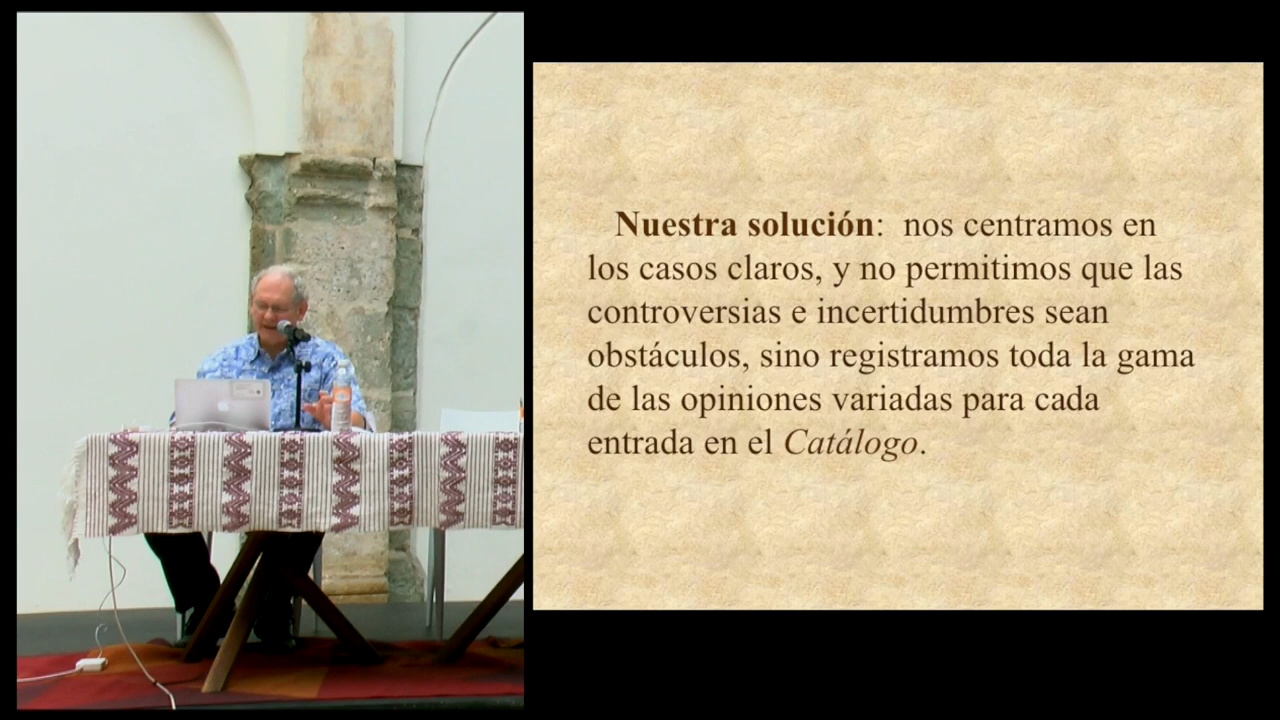 Nuestra solución: nos centramos en
los casos claros, y no permitimos que las
controversias e incertidumbres sean
obstáculos, sino registramos toda la gama
de las opiniones variadas para cada
entrada en el Catálogo.